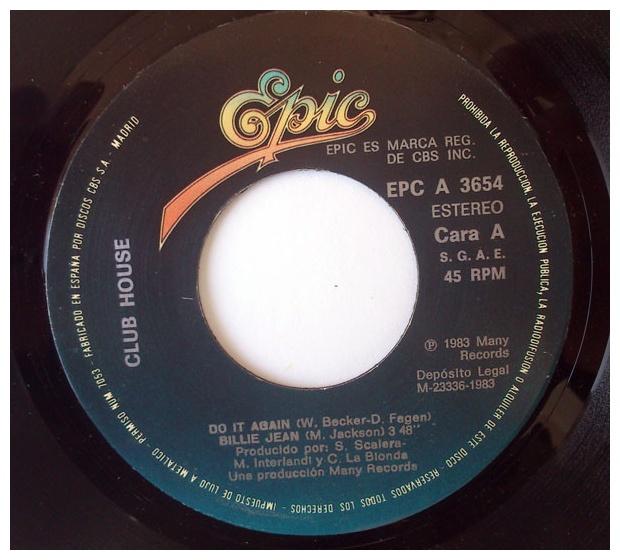 Epic
EPIC ES MARCA REG.
DE CBS INC.
EPC A 3654
ESTEREO
Cara A
S. G. A. E.
45 RPM
CLUB HOUSE
℗ 1983 Many
Records
Depósito Legal
M-23336-1983
DO IT AGAIN (W. Becker-D. Fagen)
BILLIE JEAN (M. Jackson) 3'48''
Producido por: S. Scalera-
M. Interlandi y C. La Bionda
Una producción Many Records
PROHIBIDA LA REPRODUCCION, LA EJECUCION PUBLICA, LA RADIODIFUSION O ALQUILER DE ESTE DISCO - RESERVADOS TODOS LOS DERECHOS - IMPUESTO DE LUJO A METALICO PERMISO NUM 7053 - FABRICADO EN ESPAÑA POR DISCOS CBS S.A. MADRID